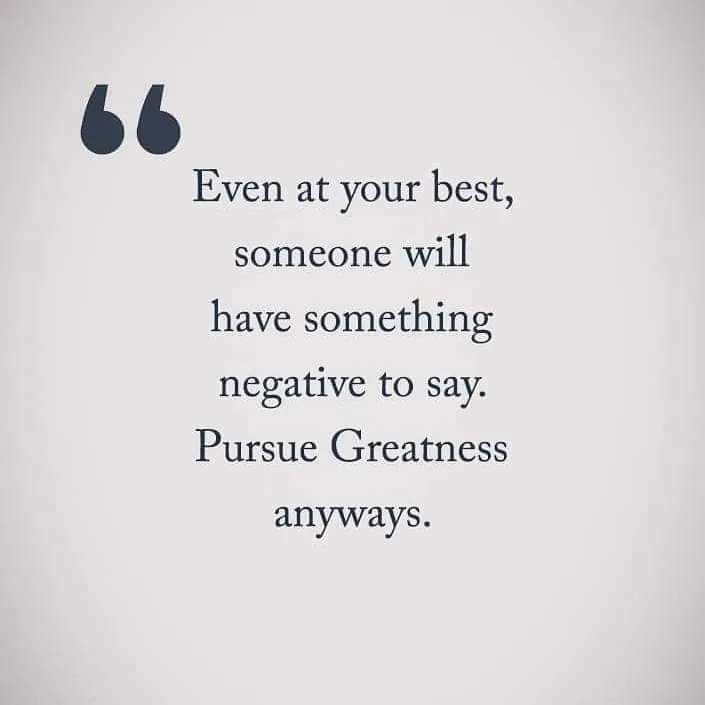 “
Even at your best,
someone will
have something
negative to say.
Pursue Greatness
anyways.